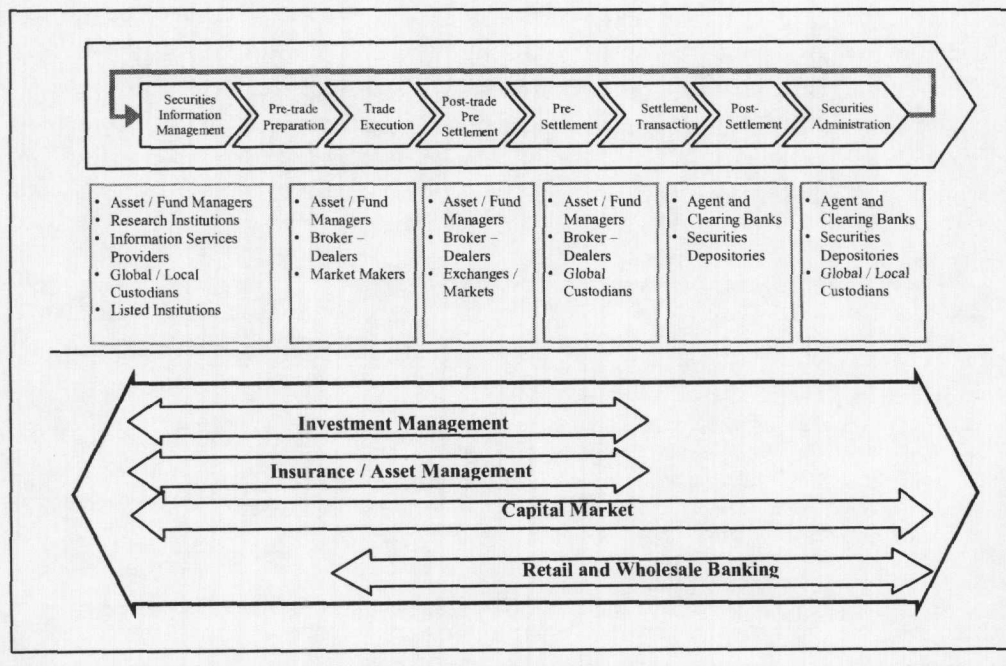 Securities
Information
Management
Pre-trade
Preparation
Trade
Execution
Post-trade
Pre
Settlement
Pre-
Settlement
Settlement
Transaction
Post-
Settlement
Securities
Administration
• Asset / Fund Managers
• Research Institutions
• Information Services
Providers
• Global / Local
Custodians
• Listed Institutions
• Asset / Fund
Managers
• Broker –
Dealers
• Market Makers
• Asset / Fund
Managers
• Broker –
Dealers
• Exchanges /
Markets
• Asset / Fund
Managers
• Broker –
Dealers
• Global
Custodians
• Agent and
Clearing Banks
• Securities
Depositories
• Agent and
Clearing Banks
• Securities
Depositories
• Global / Local
Custodians
Investment Management
Insurance / Asset Management
Capital Market
Retail and Wholesale Banking